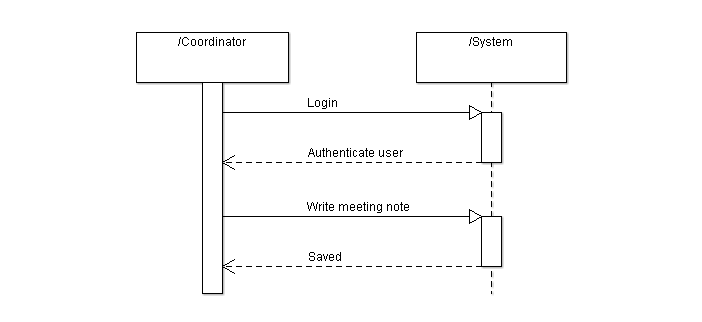 /Coordinator
/System
Login
Authenticate user
Write meeting note
Saved